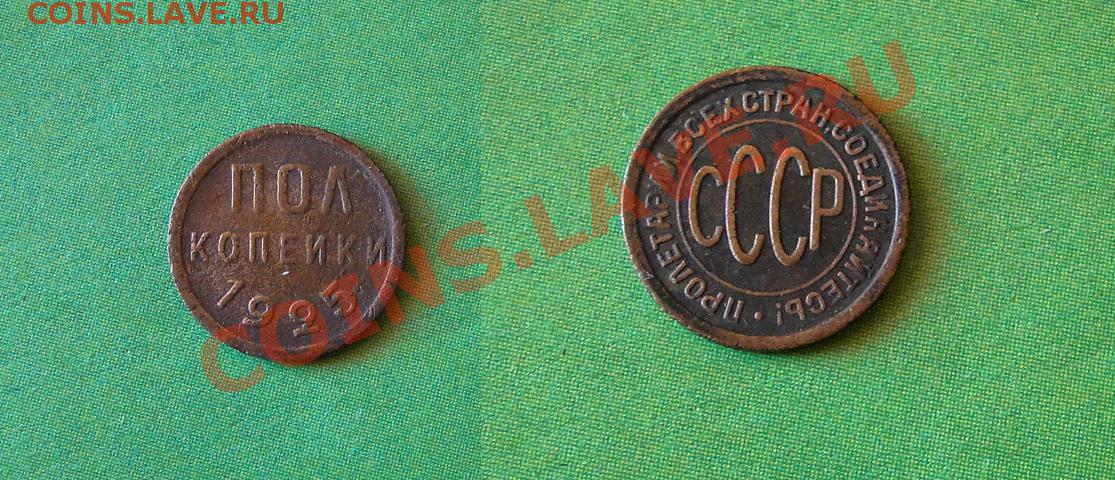 COINS.LAVE.RU
ПОЛ
КОПЕЙКИ
1925
ПРОЛЕТАРИИ ВСЕХ СТРАН, СОЕДИНЯЙТЕСЬ!
СССР
COINS.LAVE.RU